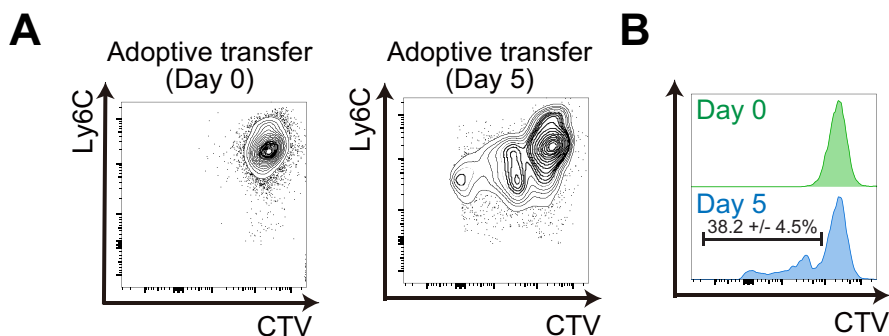 A
Adoptive transfer
(Day 0)
Ly6C
CTV
Adoptive transfer
(Day 5)
Ly6C
CTV
B
Day 0
Day 5
38.2 +/- 4.5%
CTV